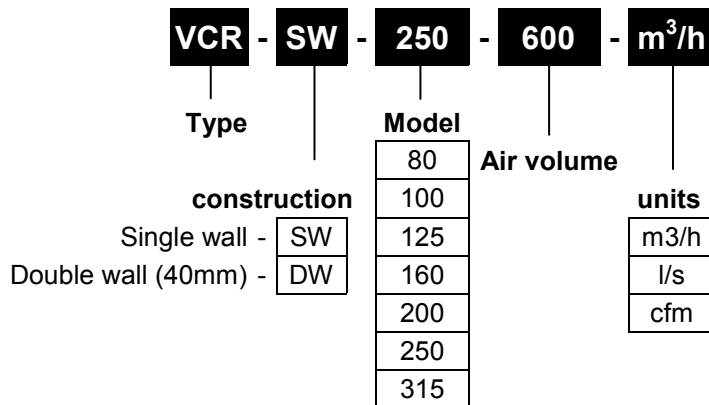 VCR - SW - 250 - 600 - m³/h
Type
Model
80
Air volume
construction
100
units
Single wall - SW
125
m3/h
Double wall (40mm) - DW
160
l/s
200
cfm
250
315